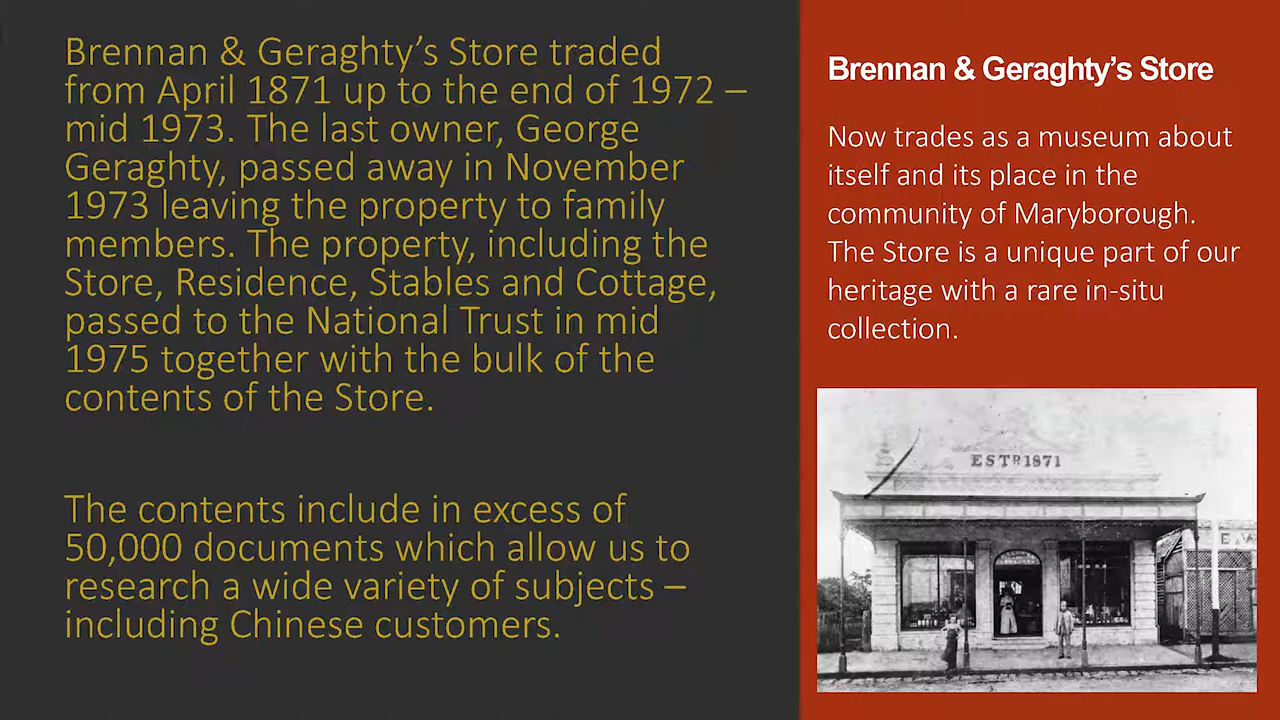 Brennan & Geraghty’s Store traded
from April 1871 up to the end of 1972 –
mid 1973. The last owner, George
Geraghty, passed away in November
1973 leaving the property to family
members. The property, including the
Store, Residence, Stables and Cottage,
passed to the National Trust in mid
1975 together with the bulk of the
contents of the Store.
The contents include in excess of
50,000 documents which allow us to
research a wide variety of subjects –
including Chinese customers.
Brennan & Geraghty’s Store
Now trades as a museum about
itself and its place in the
community of Maryborough.
The Store is a unique part of our
heritage with a rare in-situ
collection.
ESTD 1871